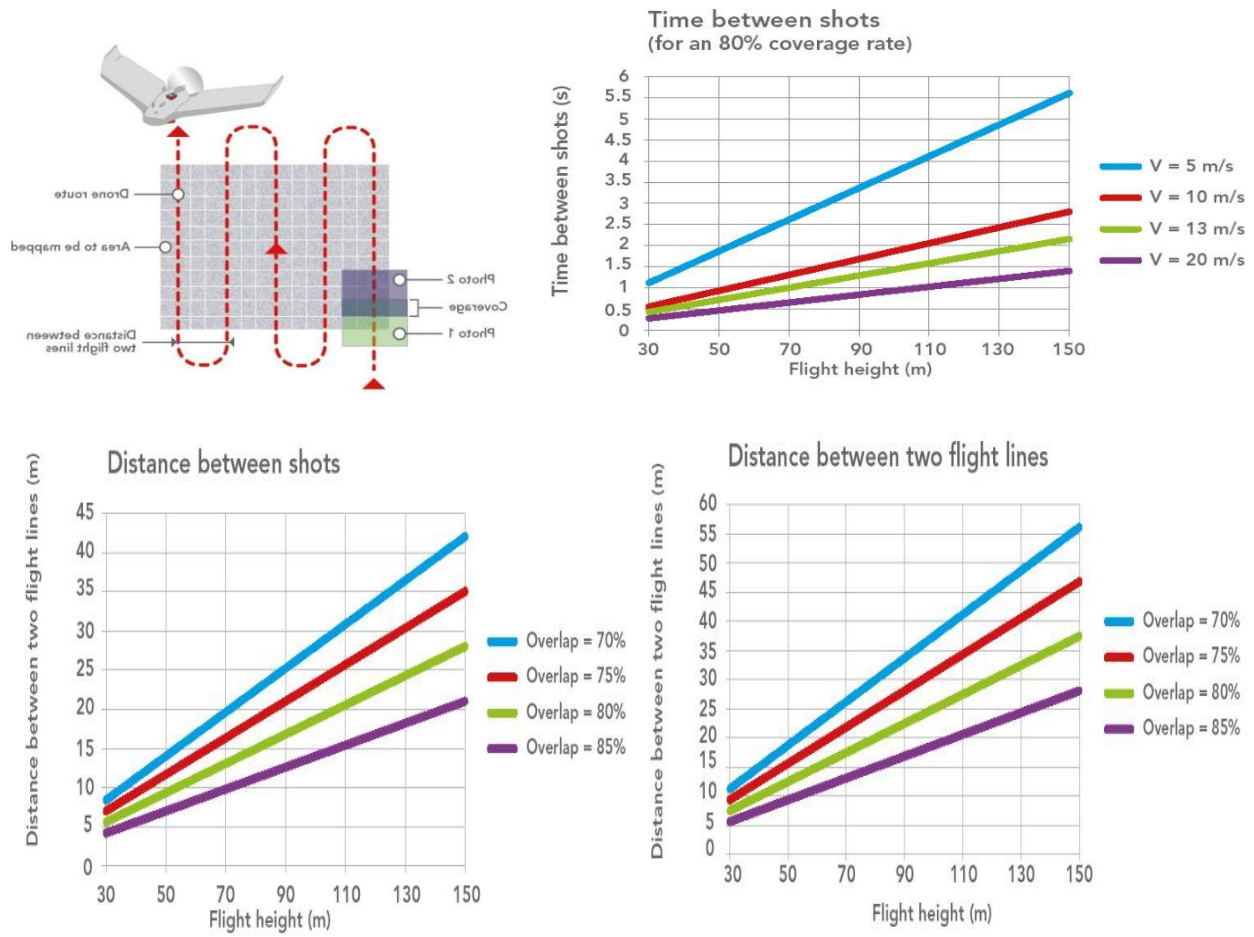 Drone route
Area to be mapped
Distance between
two flight lines
Photo 2
Coverage
Photo 1
Time between shots
(for an 80% coverage rate)
Time between shots (s)
6
5.5
5
4.5
4
3.5
3
2.5
2
1.5
1
0.5
0
30 50 70 90 110 130 150
Flight height (m)
V = 5 m/s
V = 10 m/s
V = 13 m/s
V = 20 m/s
Distance between shots
Distance between two flight lines (m)
45
40
35
30
25
20
15
10
5
0
30 50 70 90 110 130 150
Flight height (m)
Overlap = 70%
Overlap = 75%
Overlap = 80%
Overlap = 85%
Distance between two flight lines
Distance between two flight lines (m)
60
55
50
45
40
35
30
25
20
15
10
5
0
30 50 70 90 110 130 150
Flight height (m)
Overlap = 70%
Overlap = 75%
Overlap = 80%
Overlap = 85%